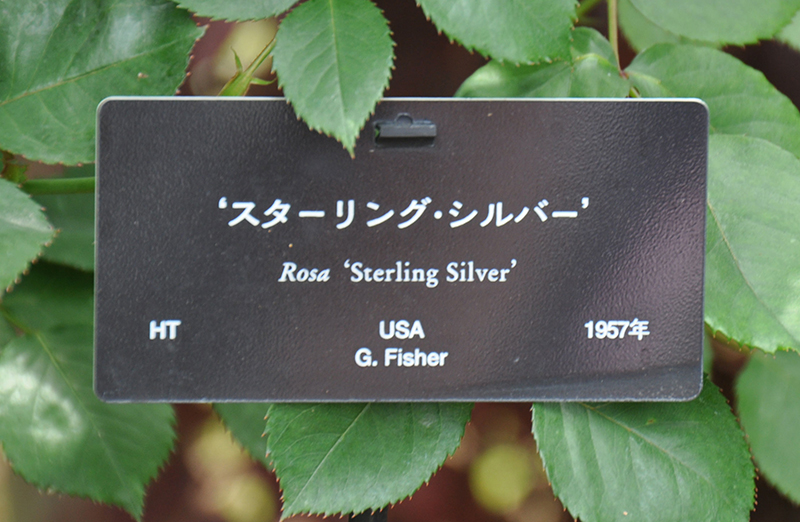 ‘スターリング・シルバー’
Rosa ‘Sterling Silver’
HT USA 1957年
G. Fisher